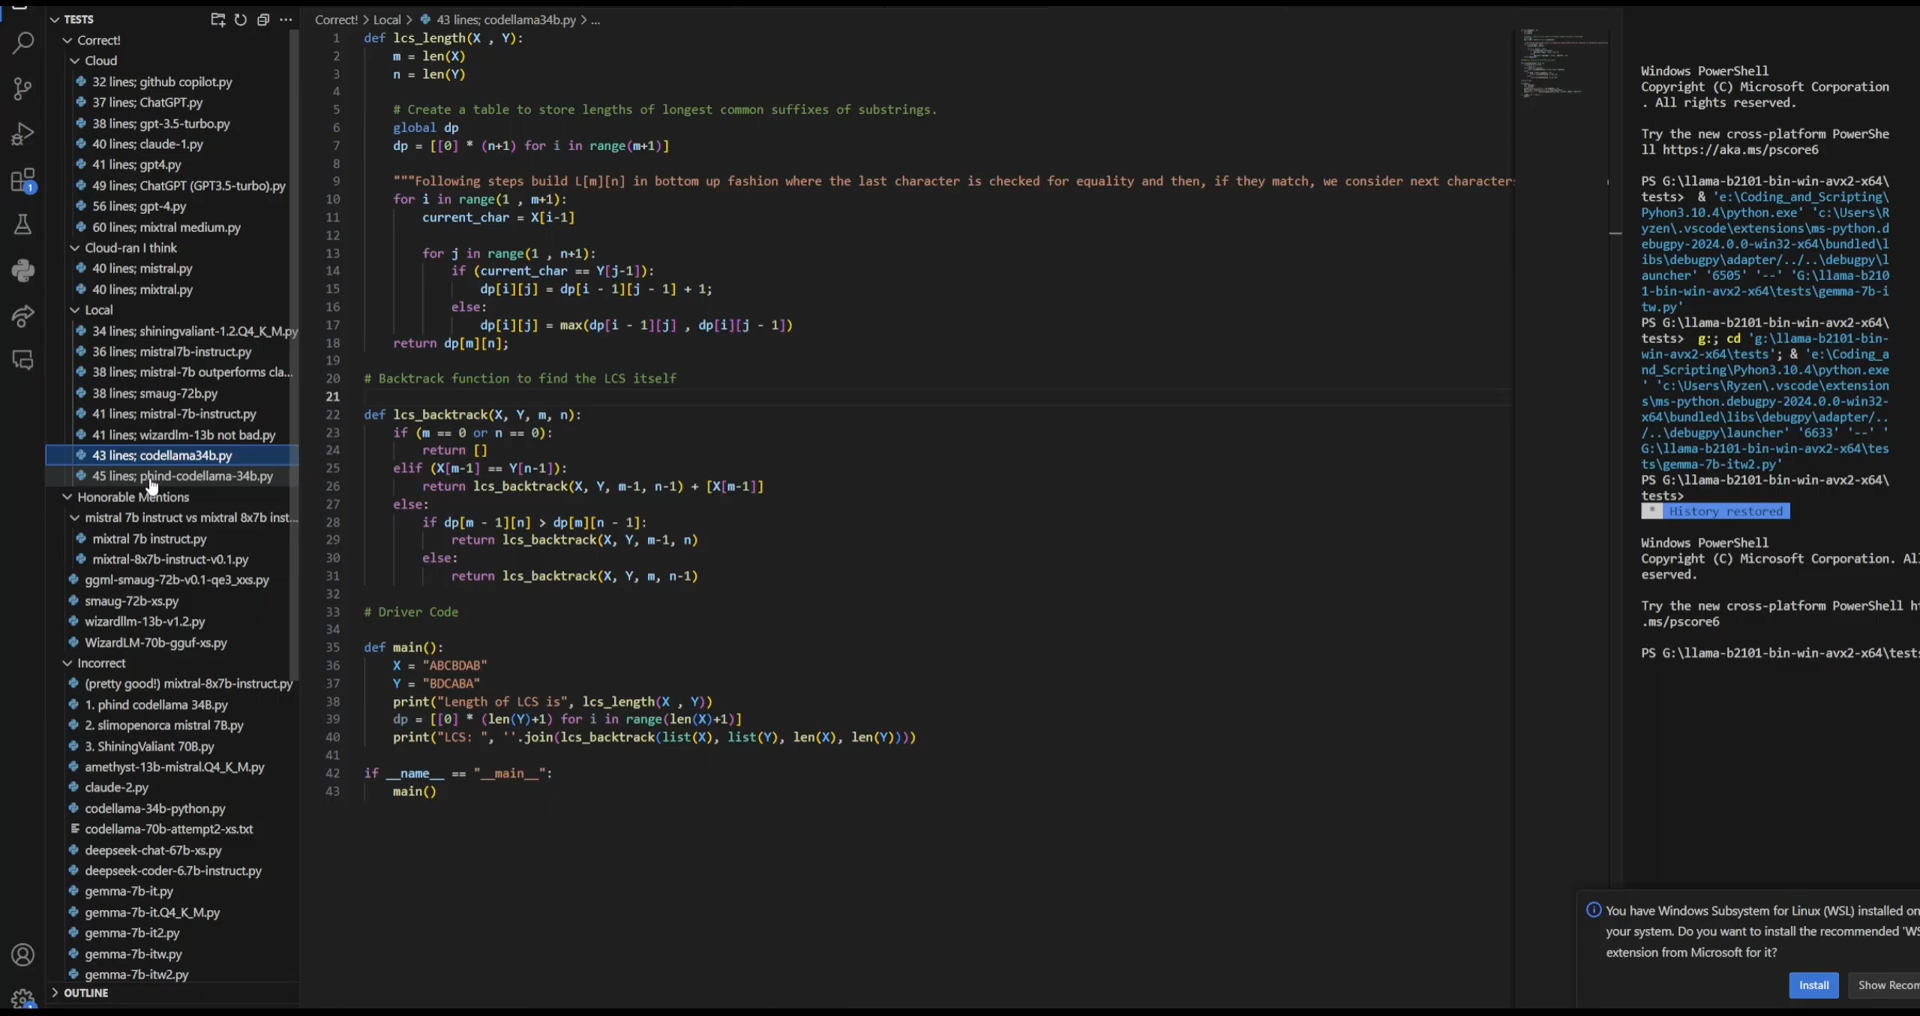 TESTS
Correct!
Cloud
32 lines; github copilot.py
37 lines; ChatGPT.py
38 lines; gpt-3.5-turbo.py
40 lines; claude-1.py
41 lines; gpt4.py
49 lines; ChatGPT (GPT3.5-turbo).py
56 lines; gpt-4.py
60 lines; mixtral medium.py
Cloud-ran I think
40 lines; mistral.py
40 lines; mixtral.py
Local
34 lines; shiningvaliant-1.2.Q4_K_M.py
36 lines; mistral7b-instruct.py
38 lines; mistral-7b outperforms cla...
38 lines; smaug-72b.py
41 lines; mistral-7b-instruct.py
41 lines; wizardlm-13b not bad.py
43 lines; codellama34b.py
45 lines; phind-codellama-34b.py
Honorable Mentions
mistral 7b instruct vs mixtral 8x7b inst...
mixtral 7b instruct.py
mixtral-8x7b-instruct-v0.1.py
ggml-smaug-72b-v0.1-qe3_xxs.py
smaug-72b-xs.py
wizardllm-13b-v1.2.py
WizardLM-70b-gguf-xs.py
Incorrect
(pretty good!) mixtral-8x7b-instruct.py
1. phind codellama 34B.py
2. slimopenorca mistral 7B.py
3. ShiningValiant 70B.py
amethyst-13b-mistral.Q4_K_M.py
claude-2.py
codellama-34b-python.py
codellama-70b-attempt2-xs.txt
deepseek-chat-67b-xs.py
deepseek-coder-6.7b-instruct.py
gemma-7b-it.py
gemma-7b-it.Q4_K_M.py
gemma-7b-it2.py
gemma-7b-itw.py
gemma-7b-itw2.py
OUTLINE
1
Correct! > Local > 43 lines; codellama34b.py > ...
1 def lcs_length(X , Y):
2 m = len(X)
3 n = len(Y)
4
5 # Create a table to store lengths of longest common suffixes of substrings.
6 global dp
7 dp = [[0] * (n+1) for i in range(m+1)]
8
9 """Following steps build L[m][n] in bottom up fashion where the last character is checked for equality and then, if they match, we consider next character
10 for i in range(1 , m+1):
11 current_char = X[i-1]
12
13 for j in range(1 , n+1):
14 if (current_char == Y[j-1]):
15 dp[i][j] = dp[i - 1][j - 1] + 1;
16 else:
17 dp[i][j] = max(dp[i - 1][j] , dp[i][j - 1])
18 return dp[m][n];
19
20 # Backtrack function to find the LCS itself
21
22 def lcs_backtrack(X, Y, m, n):
23 if (m == 0 or n == 0):
24 return []
25 elif (X[m-1] == Y[n-1]):
26 return lcs_backtrack(X, Y, m-1, n-1) + [X[m-1]]
27 else:
28 if dp[m - 1][n] > dp[m][n - 1]:
29 return lcs_backtrack(X, Y, m-1, n)
30 else:
31 return lcs_backtrack(X, Y, m, n-1)
32
33 # Driver Code
34
35 def main():
36 X = "ABCBDAB"
37 Y = "BDCABA"
38 print("Length of LCS is", lcs_length(X , Y))
39 dp = [[0] * (len(Y)+1) for i in range(len(X)+1)]
40 print("LCS: ", ''.join(lcs_backtrack(list(X), list(Y), len(X), len(Y))))
41
42 if __name__ == "__main__":
43 main()
Windows PowerShell
Copyright (C) Microsoft Corporation
. All rights reserved.
Try the new cross-platform PowerShe
ll https://aka.ms/pscore6
PS G:\llama-b2101-bin-win-avx2-x64\
tests> & 'e:\Coding_and_Scripting\
Pyhon3.10.4\python.exe' 'c:\Users\R
yzen\.vscode\extensions\ms-python.d
ebugpy-2024.0.0-win32-x64\bundled\l
ibs\debugpy\adapter/../..\debugpy\l
auncher' '6505' '--' 'G:\llama-b210
1-bin-win-avx2-x64\tests\gemma-7b-i
tw.py'
PS G:\llama-b2101-bin-win-avx2-x64\
tests> g:; cd 'g:\llama-b2101-bin-
win-avx2-x64\tests'; & 'e:\Coding_a
nd_Scripting\Pyhon3.10.4\python.exe
' 'c:\Users\Ryzen\.vscode\extension
s\ms-python.debugpy-2024.0.0-win32-
x64\bundled\libs\debugpy\adapter/..
/..\debugpy\launcher' '6633' '--' '
G:\llama-b2101-bin-win-avx2-x64\tes
ts\gemma-7b-itw2.py'
PS G:\llama-b2101-bin-win-avx2-x64\
tests>
* History restored
Windows PowerShell
Copyright (C) Microsoft Corporation. Al
eserved.
Try the new cross-platform PowerShell h
.ms/pscore6
PS G:\llama-b2101-bin-win-avx2-x64\tests
You have Windows Subsystem for Linux (WSL) installed on
your system. Do you want to install the recommended 'WS
extension from Microsoft for it?
Install
Show Recom